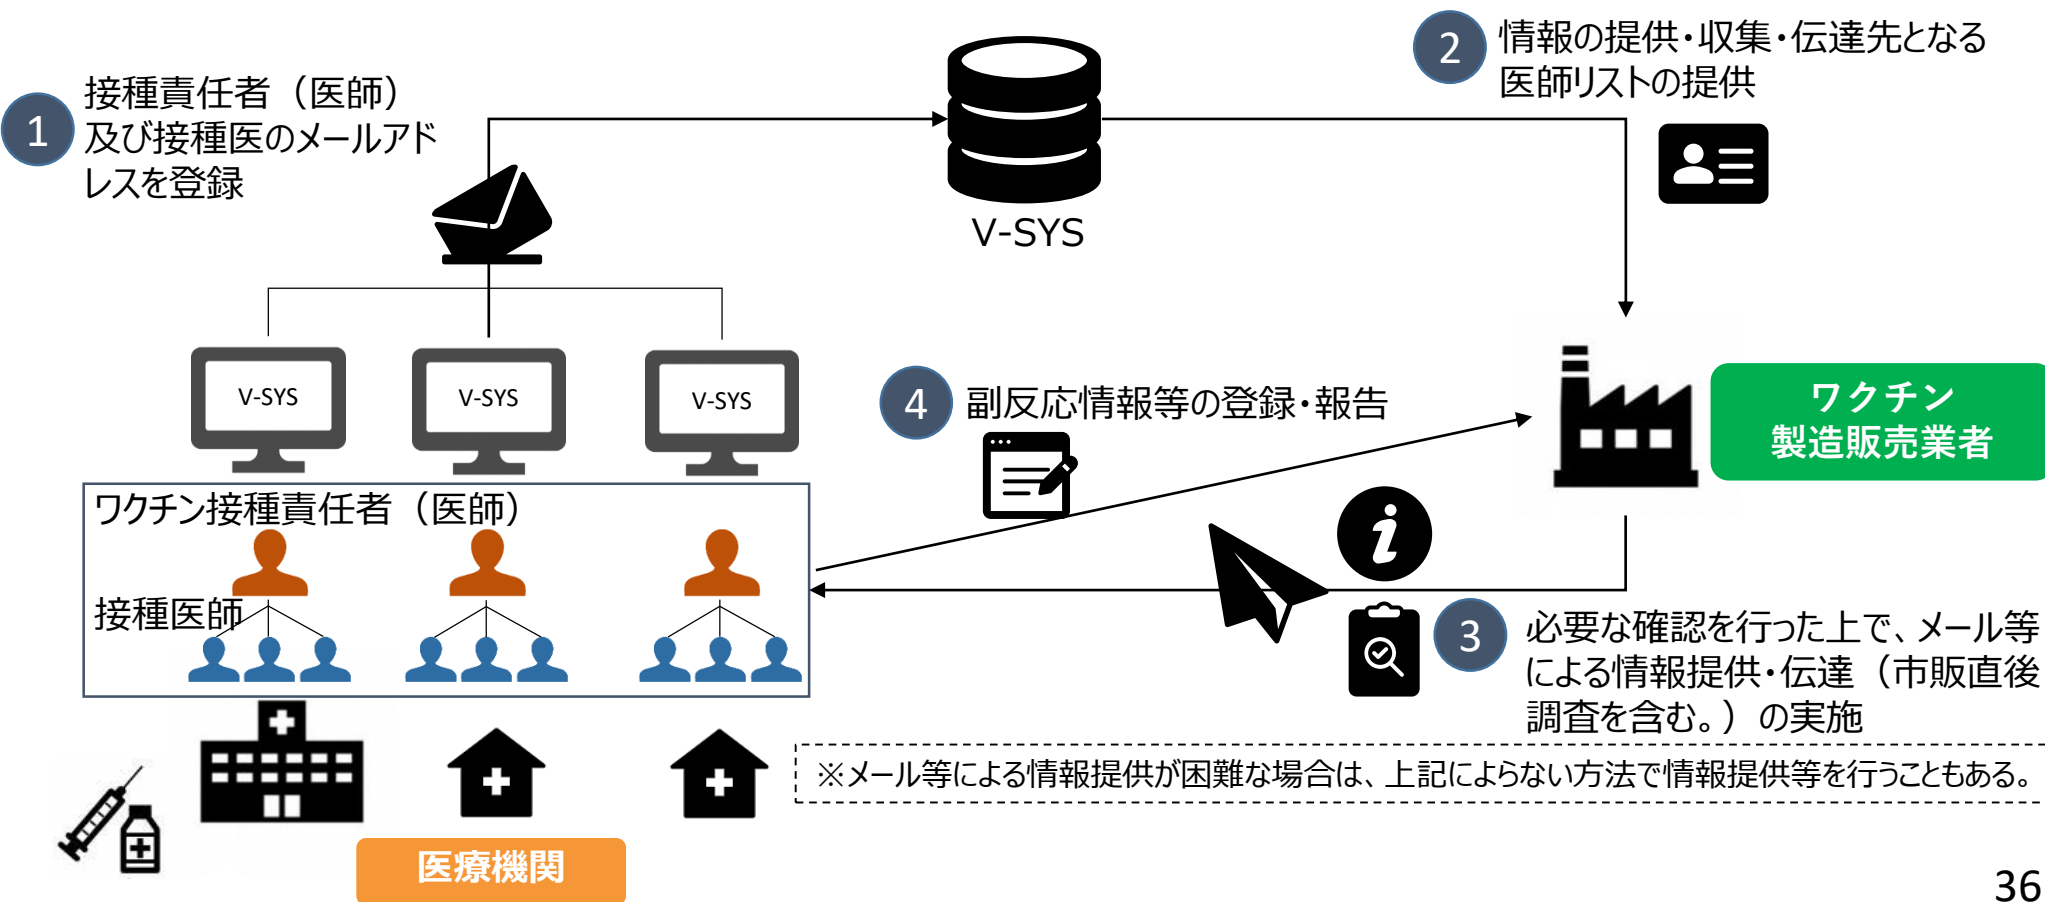 1
接種責任者（医師）
及び接種医のメールアド
レスを登録
V-SYS
2
情報の提供・収集・伝達先となる
医師リストの提供
V-SYS
V-SYS
V-SYS
4
副反応情報等の登録・報告
ワクチン
製造販売業者
ワクチン接種責任者（医師）
接種医師
3
必要な確認を行った上で、メール等
による情報提供・伝達（市販直後
調査を含む。）の実施
※メール等による情報提供が困難な場合は、上記によらない方法で情報提供等を行うこともある。
医療機関
36